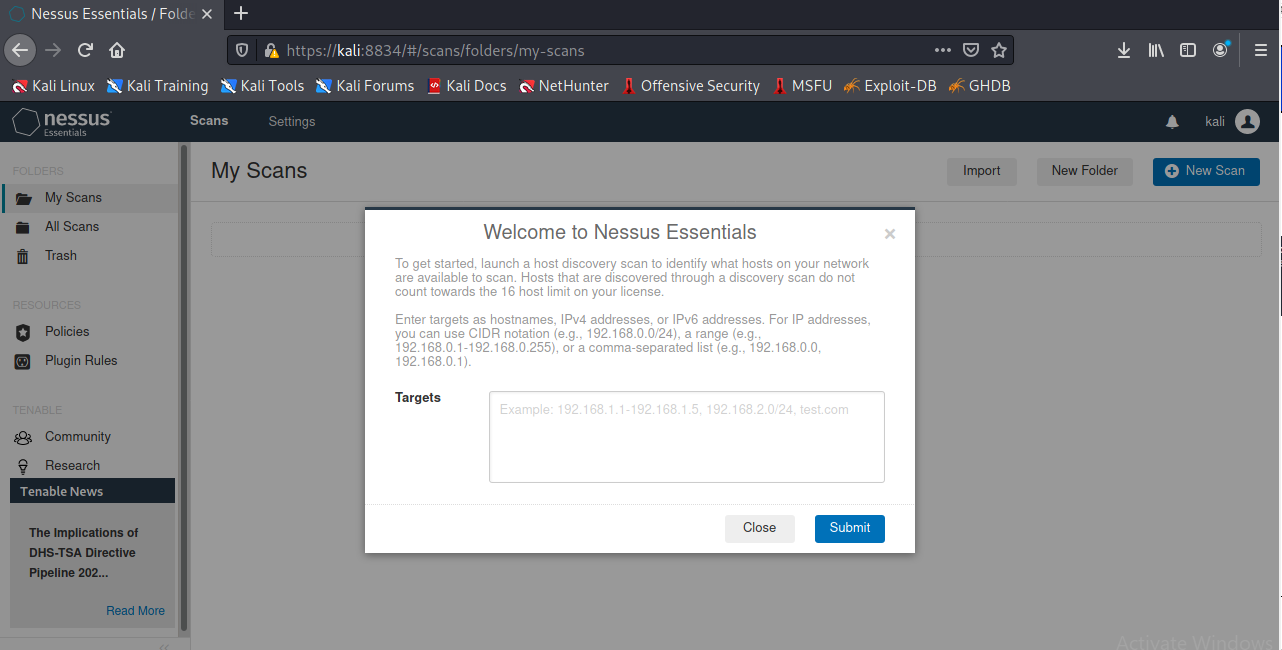 Nessus Essentials / Folde
https://kali:8834/#/scans/folders/my-scans
Kali Linux Kali Training Kali Tools Kali Forums Kali Docs NetHunter Offensive Security MSFU Exploit-DB GHDB
nessus
Essentials
Scans Settings
kali
FOLDERS
My Scans
All Scans
Trash
RESOURCES
Policies
Plugin Rules
TENABLE
Community
Research
Tenable News
The Implications of
DHS-TSA Directive
Pipeline 202...
Read More
My Scans
Import New Folder New Scan
Welcome to Nessus Essentials
To get started, launch a host discovery scan to identify what hosts on your network
are available to scan. Hosts that are discovered through a discovery scan do not
count towards the 16 host limit on your license.
Enter targets as hostnames, IPv4 addresses, or IPv6 addresses. For IP addresses,
you can use CIDR notation (e.g., 192.168.0.0/24), a range (e.g.,
192.168.0.1-192.168.0.255), or a comma-separated list (e.g., 192.168.0.0,
192.168.0.1).
Targets
Example: 192.168.1.1-192.168.1.5, 192.168.2.0/24, test.com
Close Submit
Activate Windows